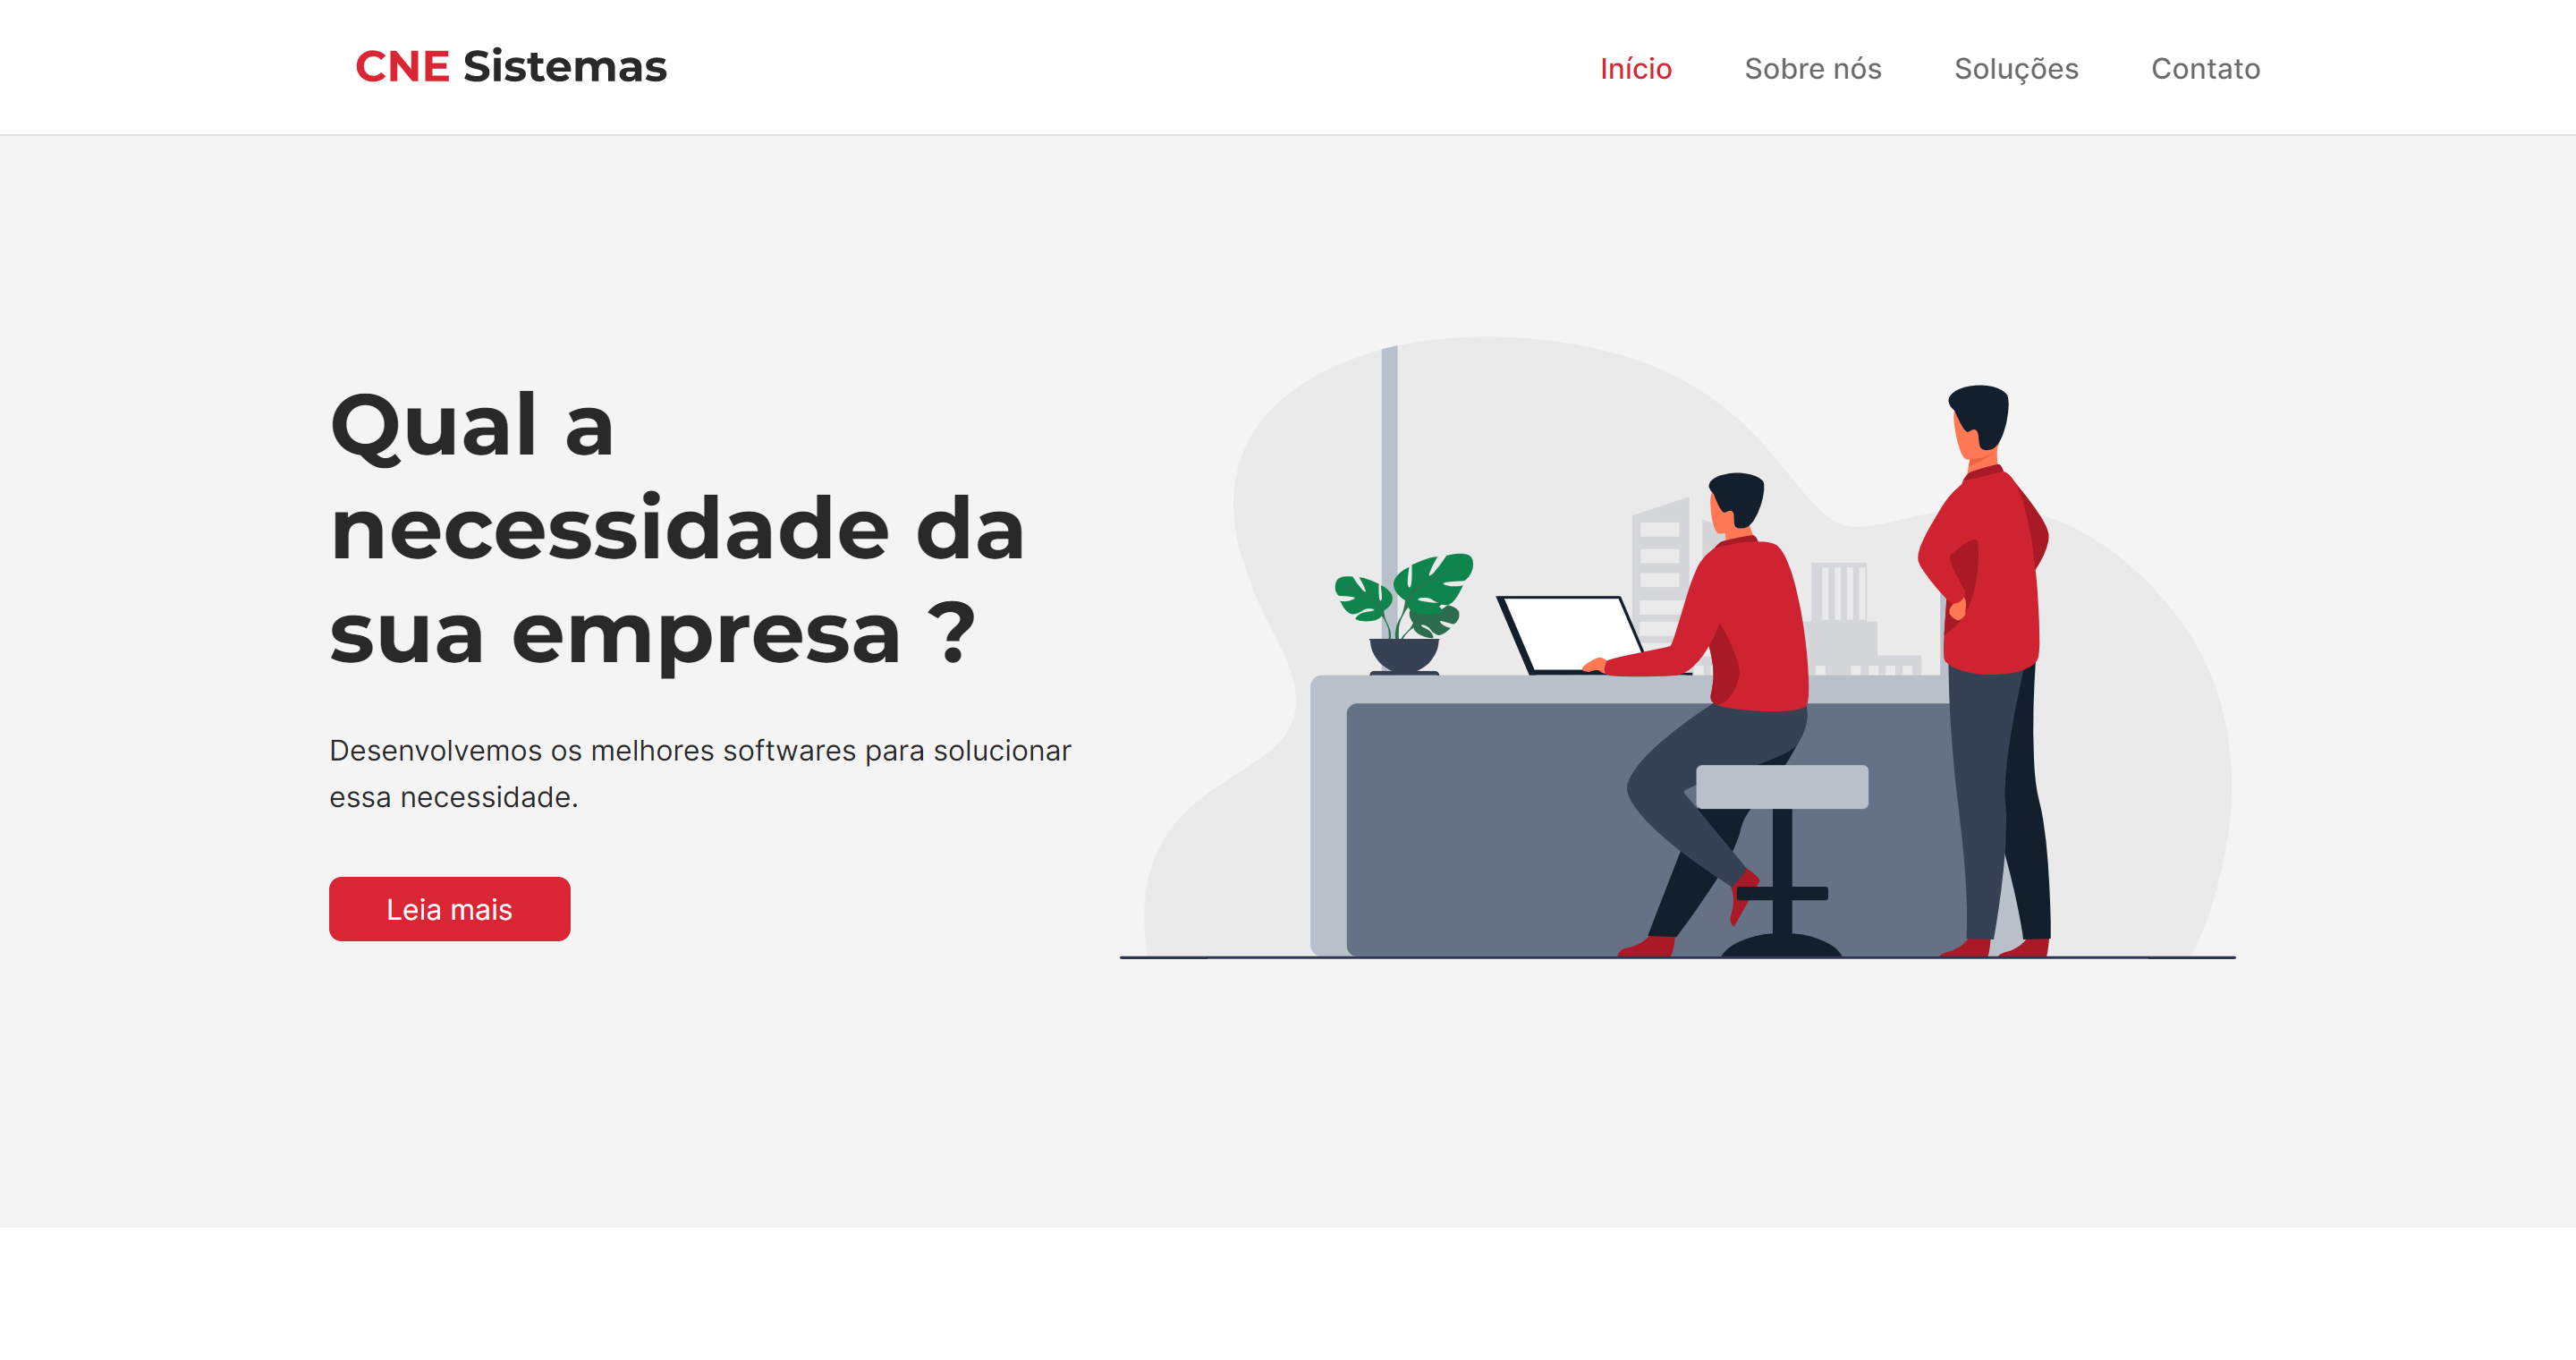 CNE Sistemas
Início Sobre nós Soluções Contato
Qual a
necessidade da
sua empresa ?
Desenvolvemos os melhores softwares para solucionar
essa necessidade.
Leia mais